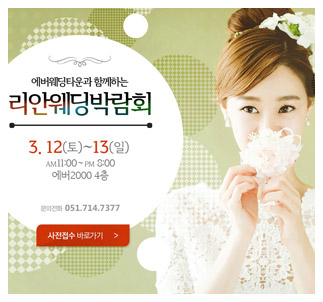 에버웨딩타운과 함께하는
리안웨딩박람회
3. 12(토)~13(일)
AM 11:00 ~ PM 8:00
에버2000 4층
문의전화 051.714.7377
사전접수 바로가기 >